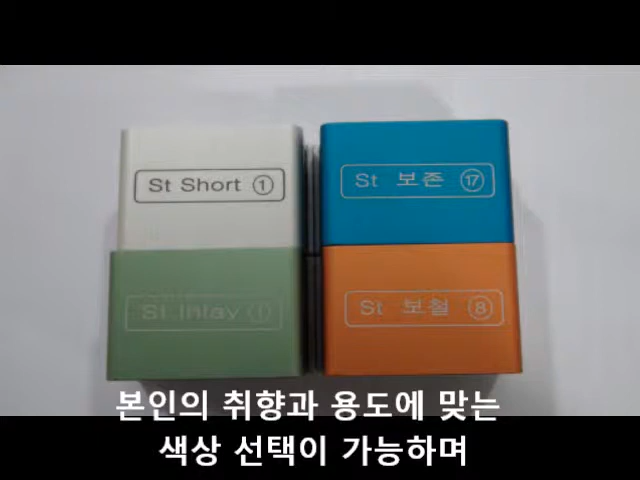 St Short ①
St 보존 ⑰
St Inlay ①
St 보철 ⑧
본인의 취향과 용도에 맞는
색상 선택이 가능하며